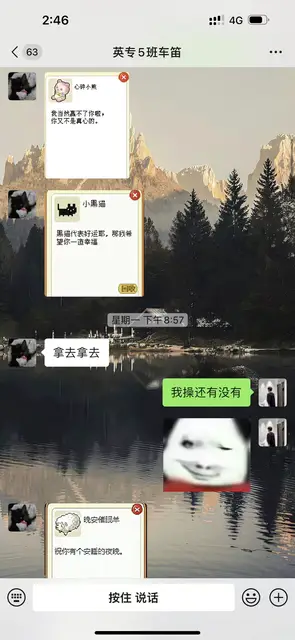 2:46
4G
63
英专5班车笛
心碎小熊
我当然赢不了你啦,
你又不是真心的。
小黑猫
黑猫代表好运耶,那我希
望你一直幸福
回收
星期一 下午8:57
拿去拿去
我操还有没有
晚安催眠羊
祝你有个安睡的夜晚。
按住 说话